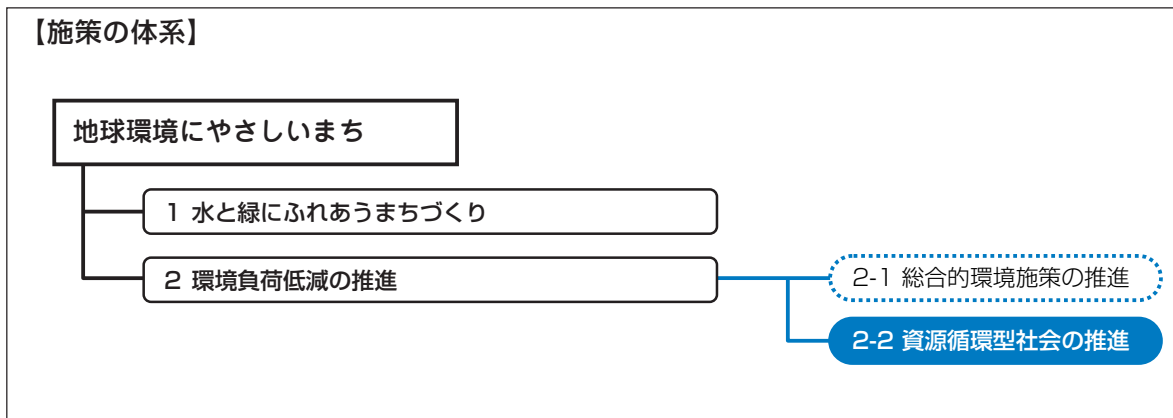 【施策の体系】
地球環境にやさしいまち
1 水と緑にふれあうまちづくり
2 環境負荷低減の推進
2-1 総合的環境施策の推進
2-2 資源循環型社会の推進